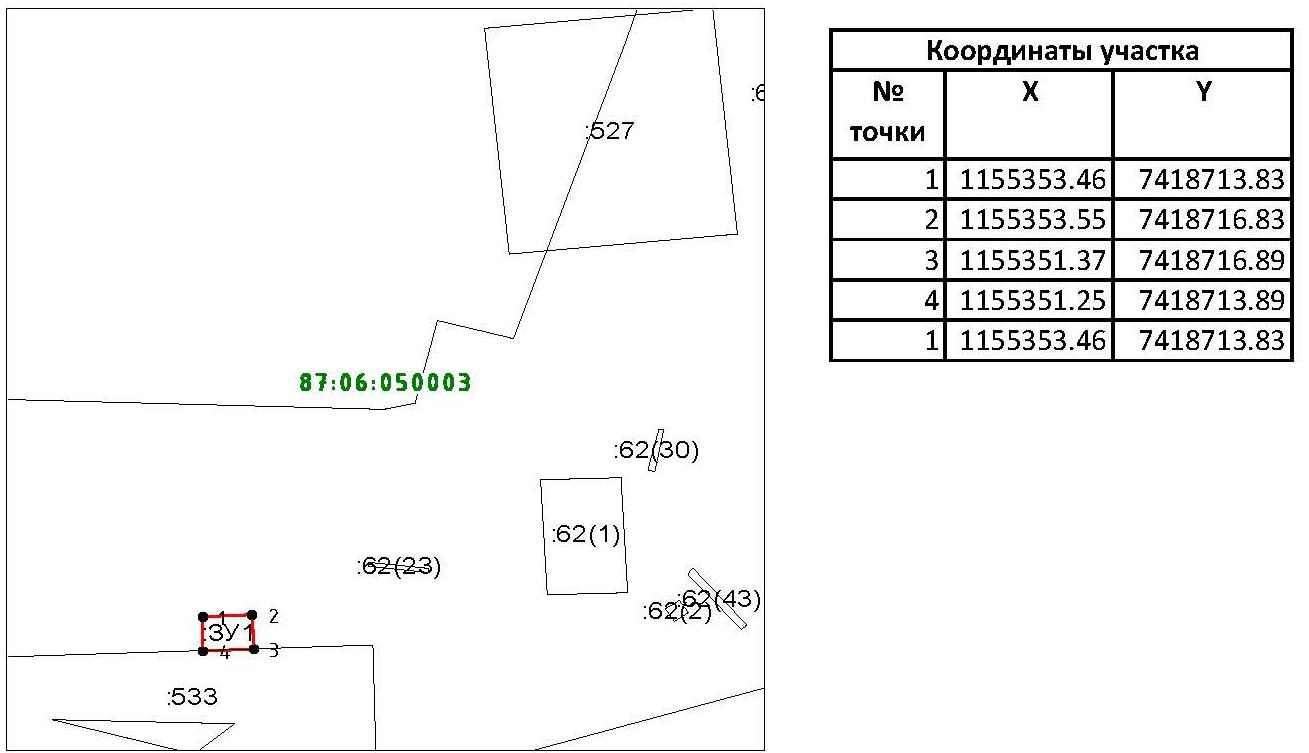 :527
87:06:050003
:62(30)
:62(1)
:62(23)
:62(43)
:62(2)
1
2
:ЗУ1
4
3
:533
Координаты участка
№ точки X Y
1 1155353.46 7418713.83
2 1155353.55 7418716.83
3 1155351.37 7418716.89
4 1155351.25 7418713.89
1 1155353.46 7418713.83